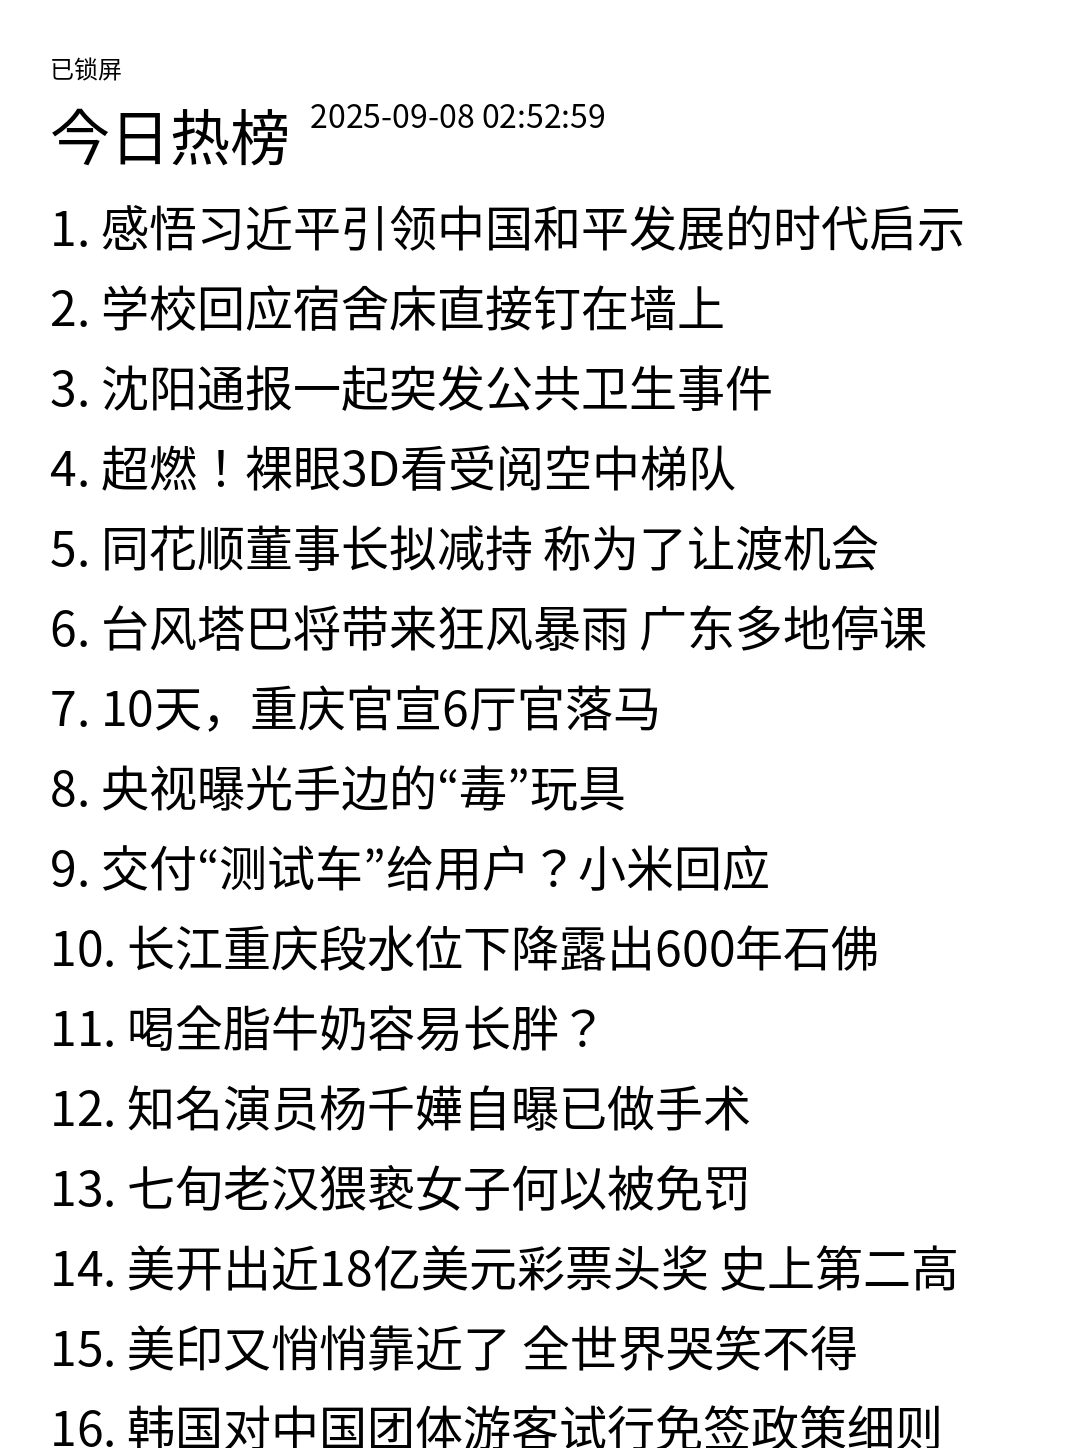 已锁屏
今日热榜 2025-09-08 02:52:59
1. 感悟习近平引领中国和平发展的时代启示
2. 学校回应宿舍床直接钉在墙上
3. 沈阳通报一起突发公共卫生事件
4. 超燃！裸眼3D看受阅空中梯队
5. 同花顺董事长拟减持 称为了让渡机会
6. 台风塔巴将带来狂风暴雨 广东多地停课
7. 10天，重庆官宣6厅官落马
8. 央视曝光手边的“毒”玩具
9. 交付“测试车”给用户？小米回应
10. 长江重庆段水位下降露出600年石佛
11. 喝全脂牛奶容易长胖？
12. 知名演员杨千嬅自曝已做手术
13. 七旬老汉猥亵女子何以被免罚
14. 美开出近18亿美元彩票头奖 史上第二高
15. 美印又悄悄靠近了 全世界哭笑不得
16. 韩国对中国团体游客试行免签政策细则